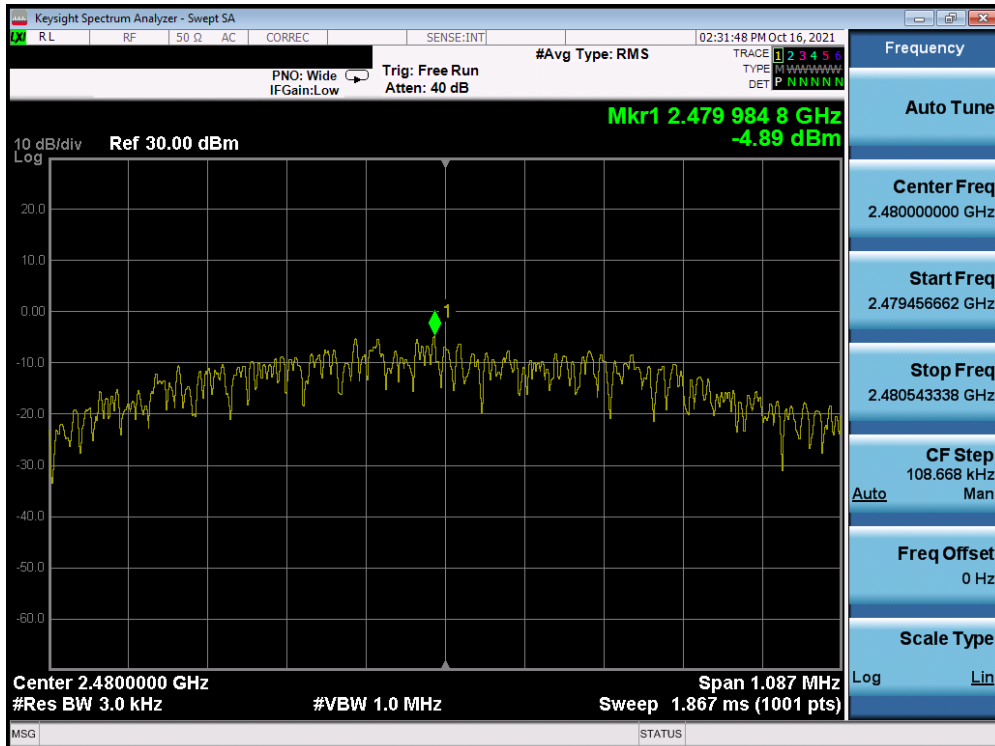 Keysight Spectrum Analyzer - Swept SA
LXI RL RF 50 Ω AC CORREC SENSE:INT 02:31:48 PM Oct 16, 2021
#Avg Type: RMS TRACE 1 2 3 4 5 6
PNO: Wide Trig: Free Run TYPE M WWWWW
IFGain:Low Atten: 40 dB DET P N N N N N
Mkr1 2.479 984 8 GHz
-4.89 dBm
10 dB/div Ref 30.00 dBm
Log
20.0
10.0
0.00
1
-10.0
-20.0
-30.0
-40.0
-50.0
-60.0
Center 2.4800000 GHz Span 1.087 MHz
#Res BW 3.0 kHz #VBW 1.0 MHz Sweep 1.867 ms (1001 pts)
MSG STATUS
Frequency
Auto Tune
Center Freq
2.480000000 GHz
Start Freq
2.479456662 GHz
Stop Freq
2.480543338 GHz
CF Step
108.668 kHz
Auto Man
Freq Offset
0 Hz
Scale Type
Log Lin